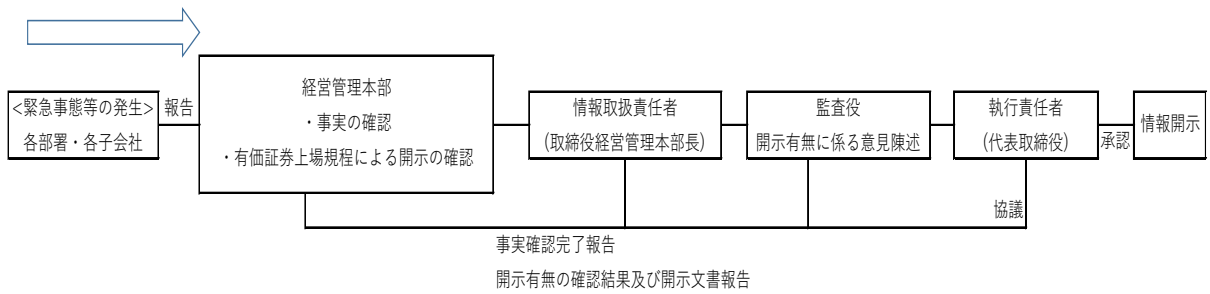 <緊急事態等の発生>
各部署・各子会社
報告
経営管理本部
・事実の確認
・有価証券上場規程による開示の確認
情報取扱責任者
(取締役経営管理本部長)
監査役
開示有無に係る意見陳述
執行責任者
(代表取締役)
承認
情報開示
協議
事実確認完了報告
開示有無の確認結果及び開示文書報告